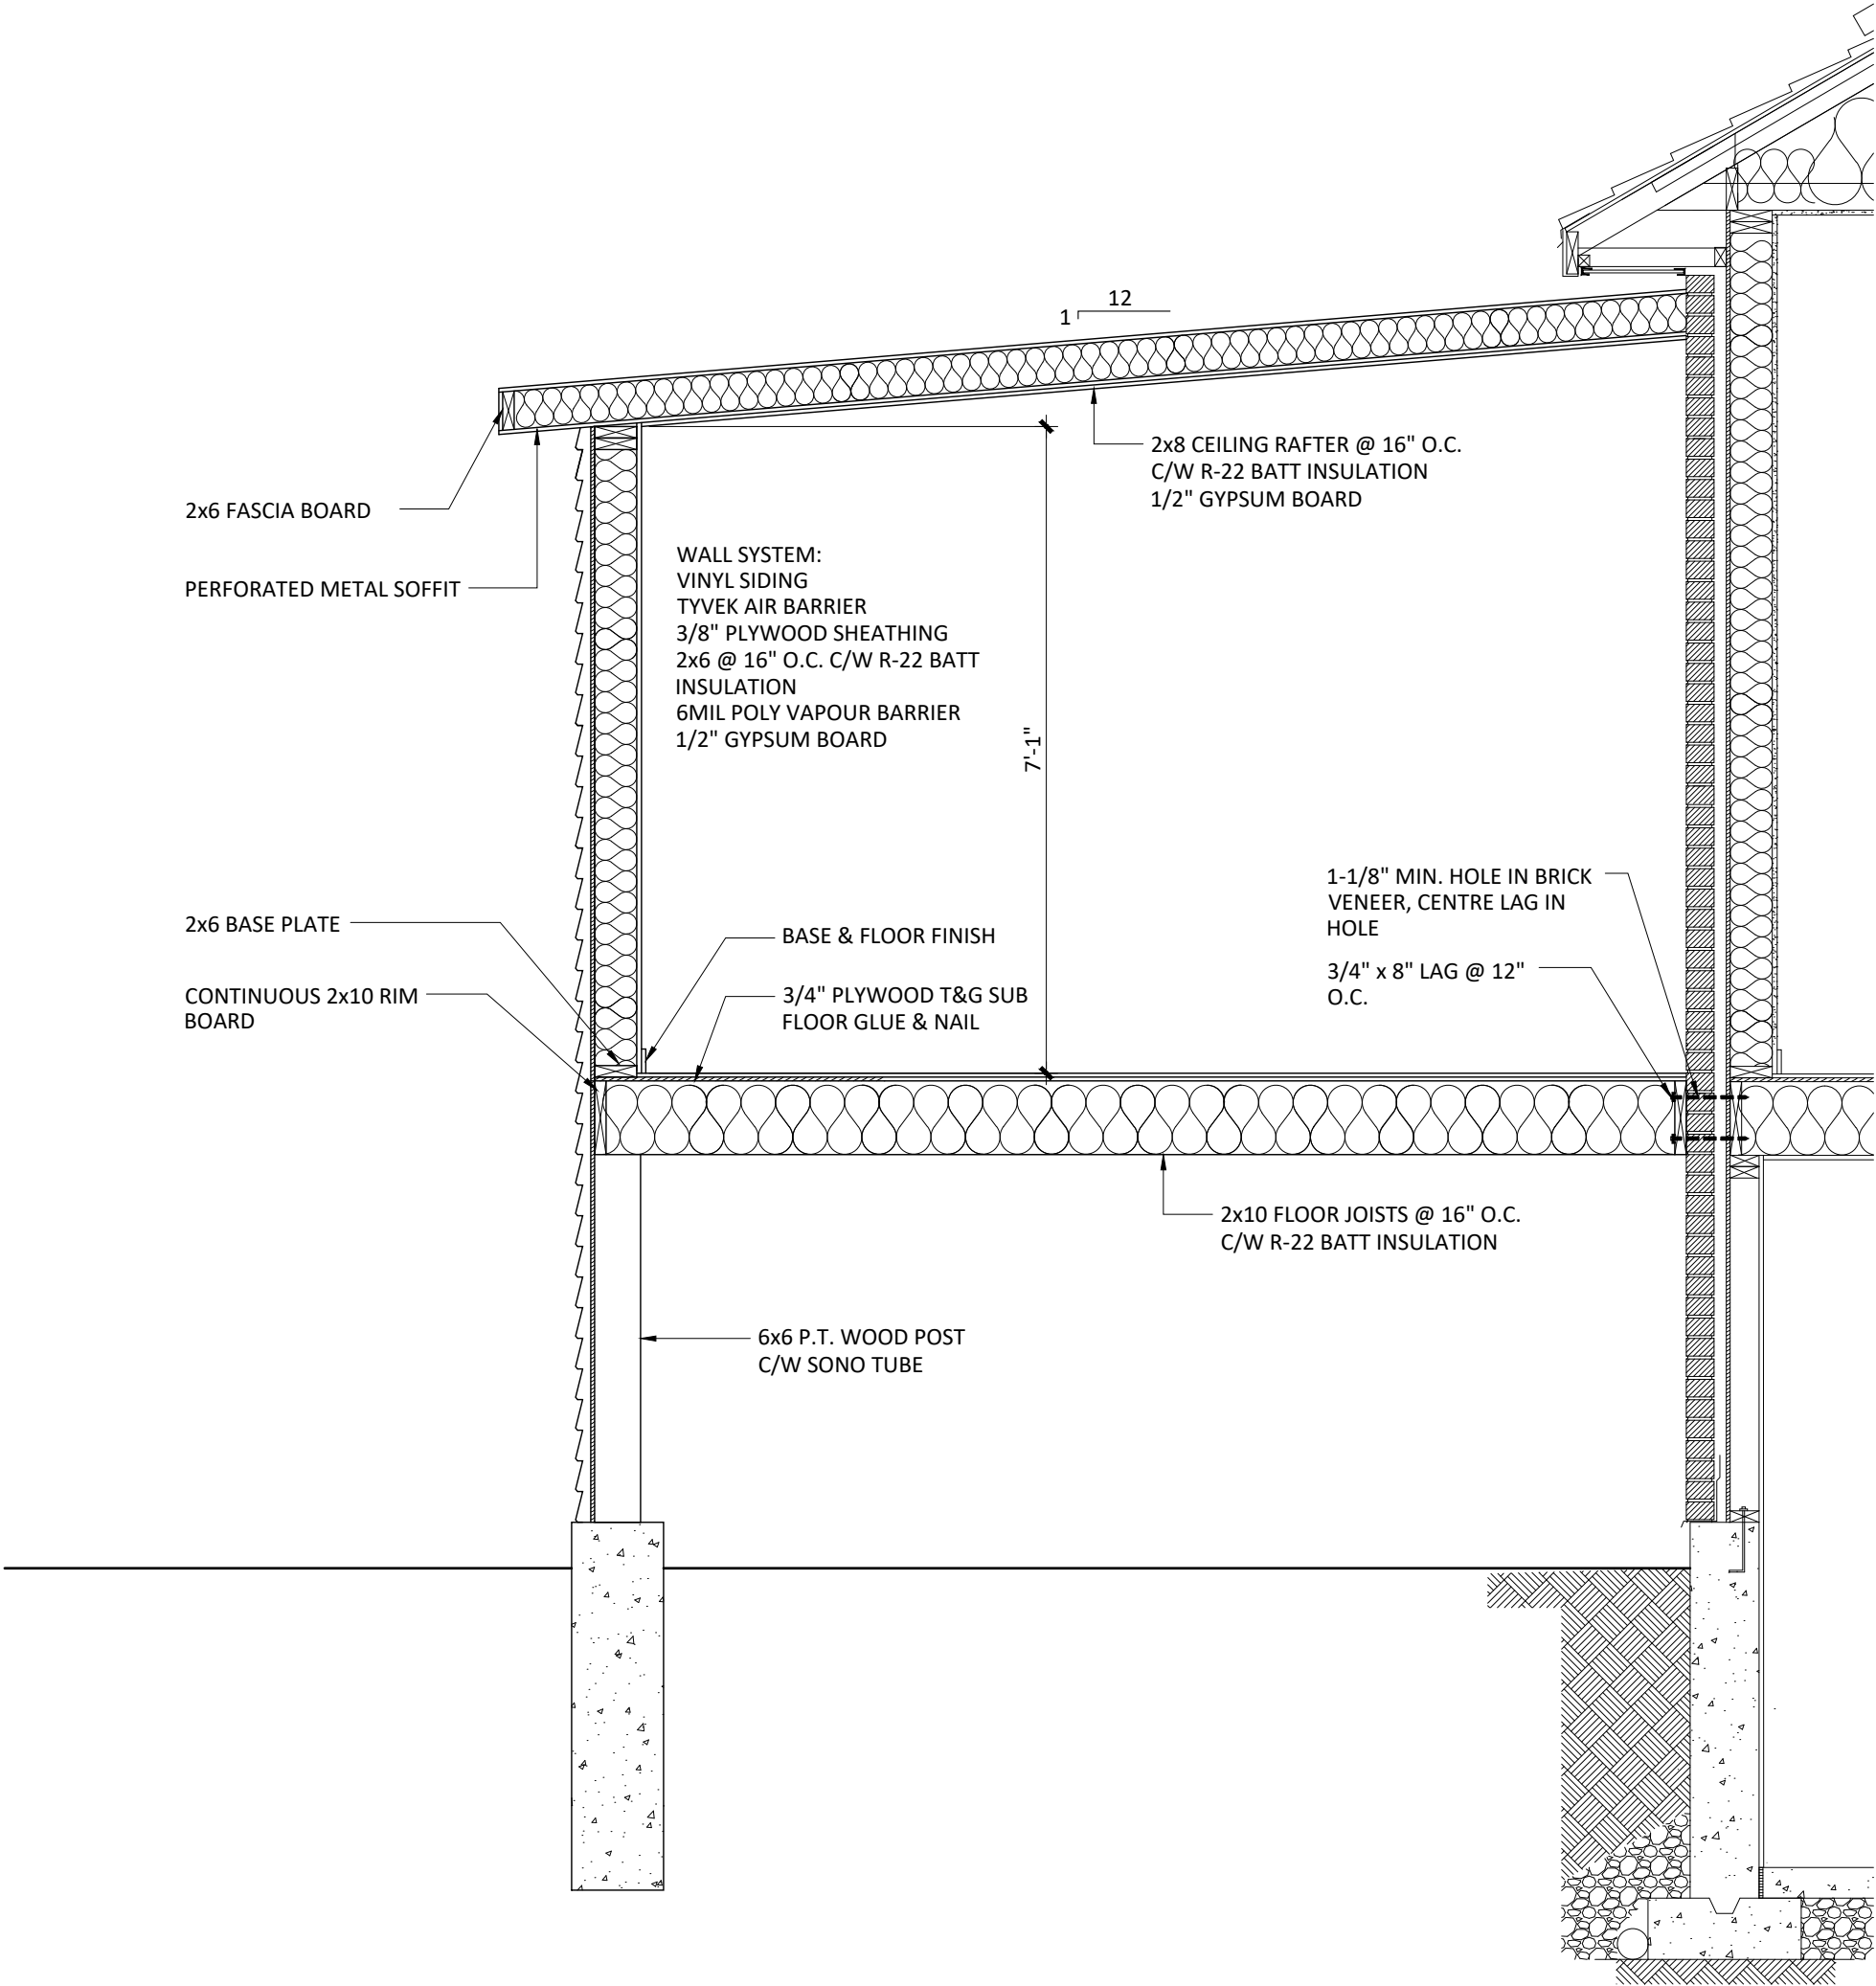 12
1
2x8 CEILING RAFTER @ 16" O.C.
C/W R-22 BATT INSULATION
1/2" GYPSUM BOARD
2x6 FASCIA BOARD
PERFORATED METAL SOFFIT
WALL SYSTEM:
VINYL SIDING
TYVEK AIR BARRIER
3/8" PLYWOOD SHEATHING
2x6 @ 16" O.C. C/W R-22 BATT
INSULATION
6MIL POLY VAPOUR BARRIER
1/2" GYPSUM BOARD
7'-1"
1-1/8" MIN. HOLE IN BRICK
VENEER, CENTRE LAG IN
HOLE
3/4" x 8" LAG @ 12"
O.C.
2x6 BASE PLATE
CONTINUOUS 2x10 RIM
BOARD
BASE & FLOOR FINISH
3/4" PLYWOOD T&G SUB
FLOOR GLUE & NAIL
2x10 FLOOR JOISTS @ 16" O.C.
C/W R-22 BATT INSULATION
6x6 P.T. WOOD POST
C/W SONO TUBE